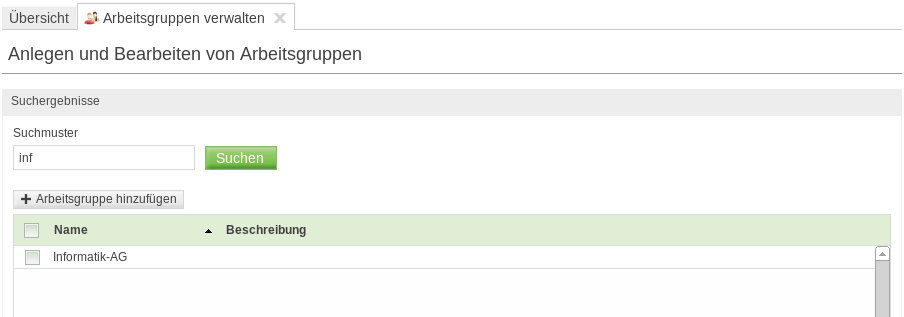 Übersicht
Arbeitsgruppen verwalten
Anlegen und Bearbeiten von Arbeitsgruppen
Suchergebnisse
Suchmuster
inf
Suchen
Arbeitsgruppe hinzufügen
Name
Beschreibung
Informatik-AG